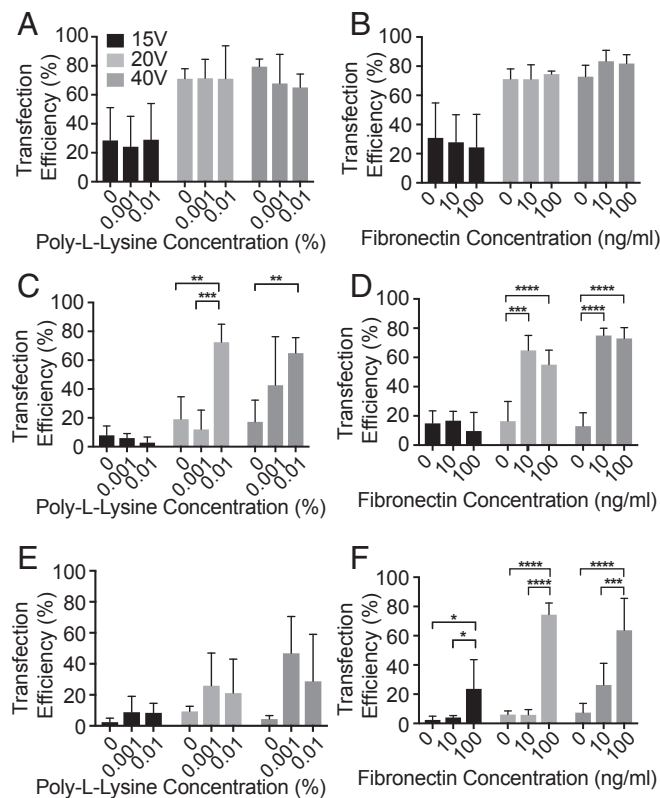 A
15V
20V
40V
Transfection
Efficiency (%)
100
80
60
40
20
0
0 0.001 0.01 0 0.001 0.01 0 0.001 0.01
Poly-L-Lysine Concentration (%)
B
Transfection
Efficiency (%)
100
80
60
40
20
0
0 10 100 0 10 100 0 10 100
Fibronectin Concentration (ng/ml)
C
Transfection
Efficiency (%)
100
80
60
40
20
0
** **
***
0 0.001 0.01 0 0.001 0.01 0 0.001 0.01
Poly-L-Lysine Concentration (%)
D
Transfection
Efficiency (%)
100
80
60
40
20
0
**** ****
*** ****
0 10 100 0 10 100 0 10 100
Fibronectin Concentration (ng/ml)
E
Transfection
Efficiency (%)
100
80
60
40
20
0
0 0.001 0.01 0 0.001 0.01 0 0.001 0.01
Poly-L-Lysine Concentration (%)
F
Transfection
Efficiency (%)
100
80
60
40
20
0
* **** ****
* **** ***
0 10 100 0 10 100 0 10 100
Fibronectin Concentration (ng/ml)